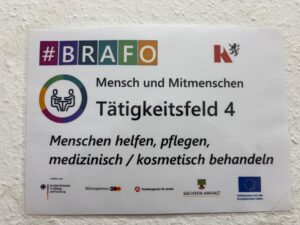 #BRAFO
Mensch und Mitmenschen
Tätigkeitsfeld 4
Menschen helfen, pflegen,
medizinisch / kosmetisch behandeln
SACHSEN-ANHALT